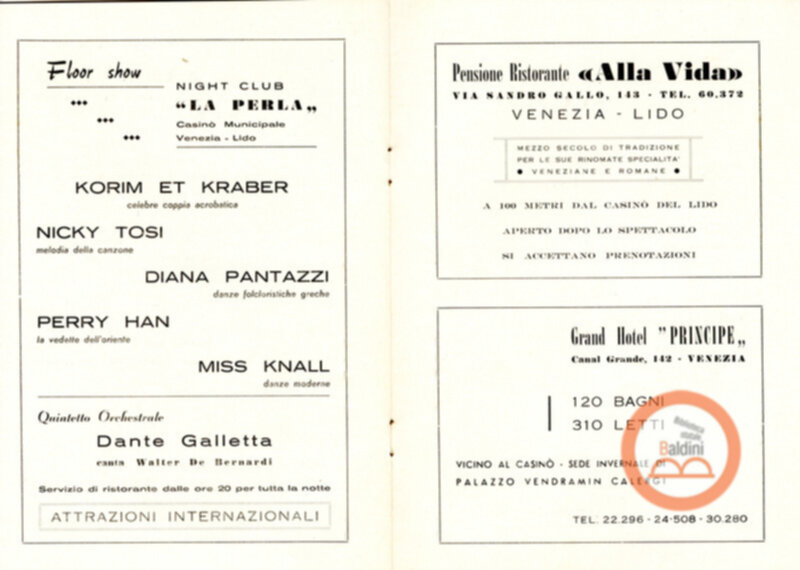 Floor show
NIGHT CLUB
“LA PERLA„
Casinò Municipale
Venezia - Lido
KORIM ET KRABER
celebre coppia acrobatica
NICKY TOSI
melodia della canzone
DIANA PANTAZZI
danze folcloristiche greche
PERRY HAN
la vedette dell'oriente
MISS KNALL
danze moderne
Quintetto Orchestrale
Dante Galletta
canta Walter De Bernardi
Servizio di ristorante dalle ore 20 per tutta la notte
ATTRAZIONI INTERNAZIONALI
Pensione Ristorante «Alla Vida»
VIA SANDRO GALLO, 143 - TEL. 60.372
VENEZIA - LIDO
MEZZO SECOLO DI TRADIZIONE
PER LE SUE RINOMATE SPECIALITA'
● VENEZIANE E ROMANE ●
A 100 METRI DAL CASINÒ DEL LIDO
APERTO DOPO LO SPETTACOLO
SI ACCETTANO PRENOTAZIONI
Grand Hotel "PRINCIPE„
Canal Grande, 142 - VENEZIA
120 BAGNI
310 LETTI
VICINO AL CASINÒ - SEDE INVERNALE DI
PALAZZO VENDRAMIN CALERGI
TEL. 22.296 - 24-508 - 30.280
Biblioteca
statale
Baldini